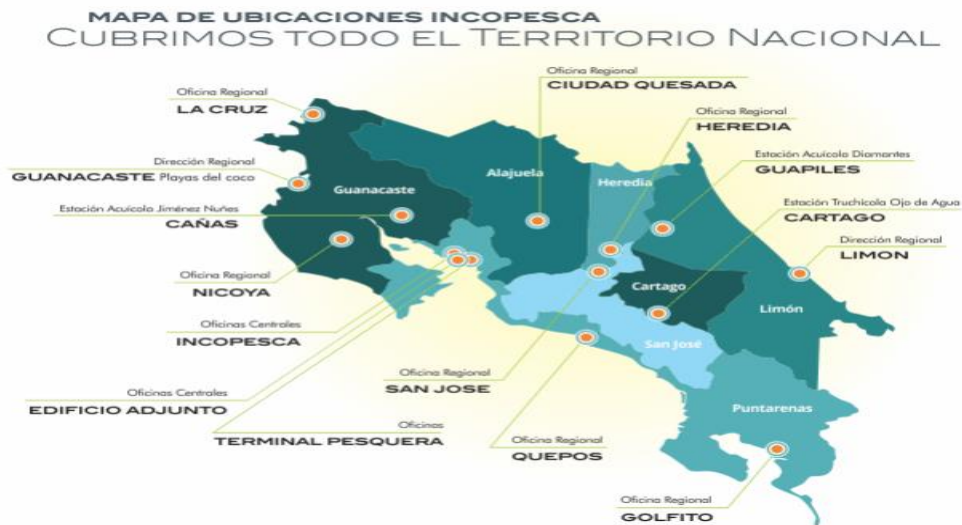 MAPA DE UBICACIONES INCOPESCA
CUBRIMOS TODO EL TERRITORIO NACIONAL
Oficina Regional
CIUDAD QUESADA
Oficina Regional
LA CRUZ
Oficina Regional
HEREDIA
Dirección Regional
GUANACASTE Playas del coco
Estación Acuícola Diamantes
GUAPILES
Estación Acuícola Jiménez Nuñes
CAÑAS
Estación Truchícola Ojo de Agua
CARTAGO
Oficina Regional
NICOYA
Dirección Regional
LIMON
Oficinas Centrales
INCOPESCA
Oficinas Centrales
EDIFICIO ADJUNTO
Oficina Regional
SAN JOSE
Oficinas
TERMINAL PESQUERA
Oficina Regional
QUEPOS
Oficina Regional
GOLFITO
Guanacaste
Alajuela
Heredia
Cartago
Limón
San José
Puntarenas